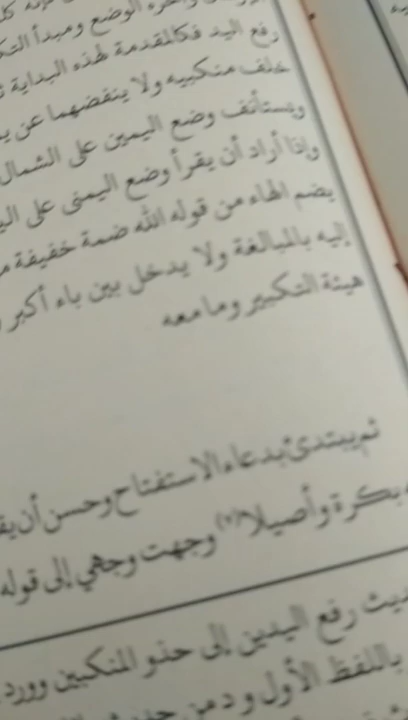 الوضع ومبدأ
رفع اليد فكالمقدمة لهذه البداية
خلف منكبيه ولا ينفضهما عن
ويستأنف وضع اليمين على الشمال
وإذا أراد أن يقرأ وضع اليمنى على
يضم الهاء من قوله الله ضمة خفيفة
إليه بالمبالغة ولا يدخل بين باء أكبر
هيئة التكبير وما معه
ثم يبتدئ بدعاء الاستفتاح وحسن أن
بكرة وأصيلا وجهت وجهي إلى قوله
رفع اليدين إلى حذو المنكبين وورد
باللفظ الأول و د من